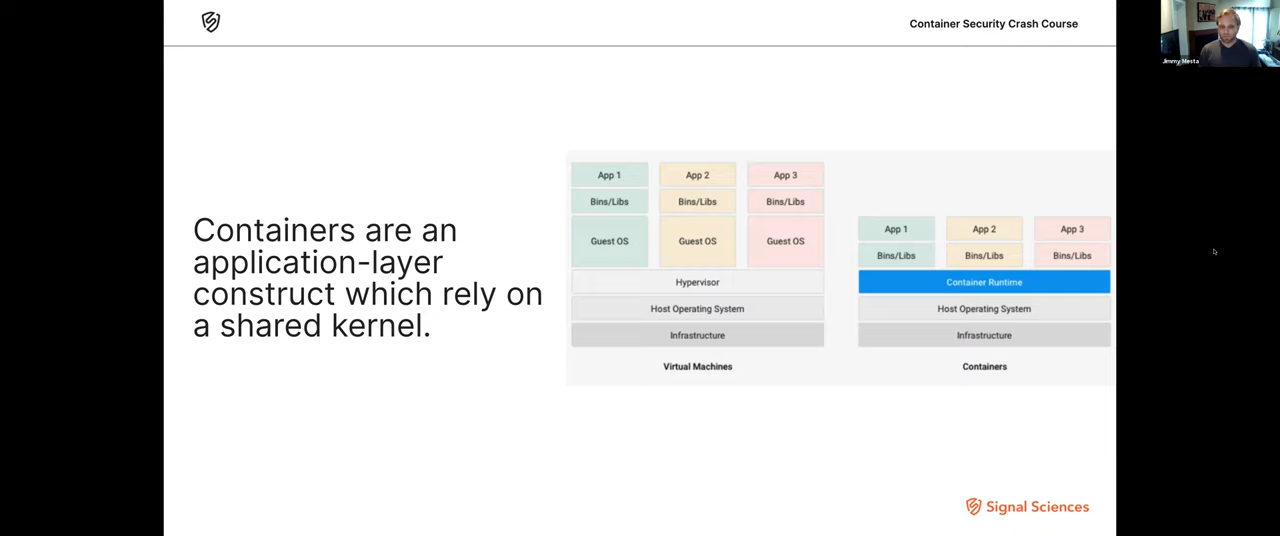 Container Security Crash Course
Jimmy Mesta
Containers are an
application-layer
construct which rely on
a shared kernel.
App 1 App 2 App 3
Bins/Libs Bins/Libs Bins/Libs
Guest OS Guest OS Guest OS
Hypervisor
Host Operating System
Infrastructure
Virtual Machines
App 1 App 2 App 3
Bins/Libs Bins/Libs Bins/Libs
Container Runtime
Host Operating System
Infrastructure
Containers
Signal Sciences